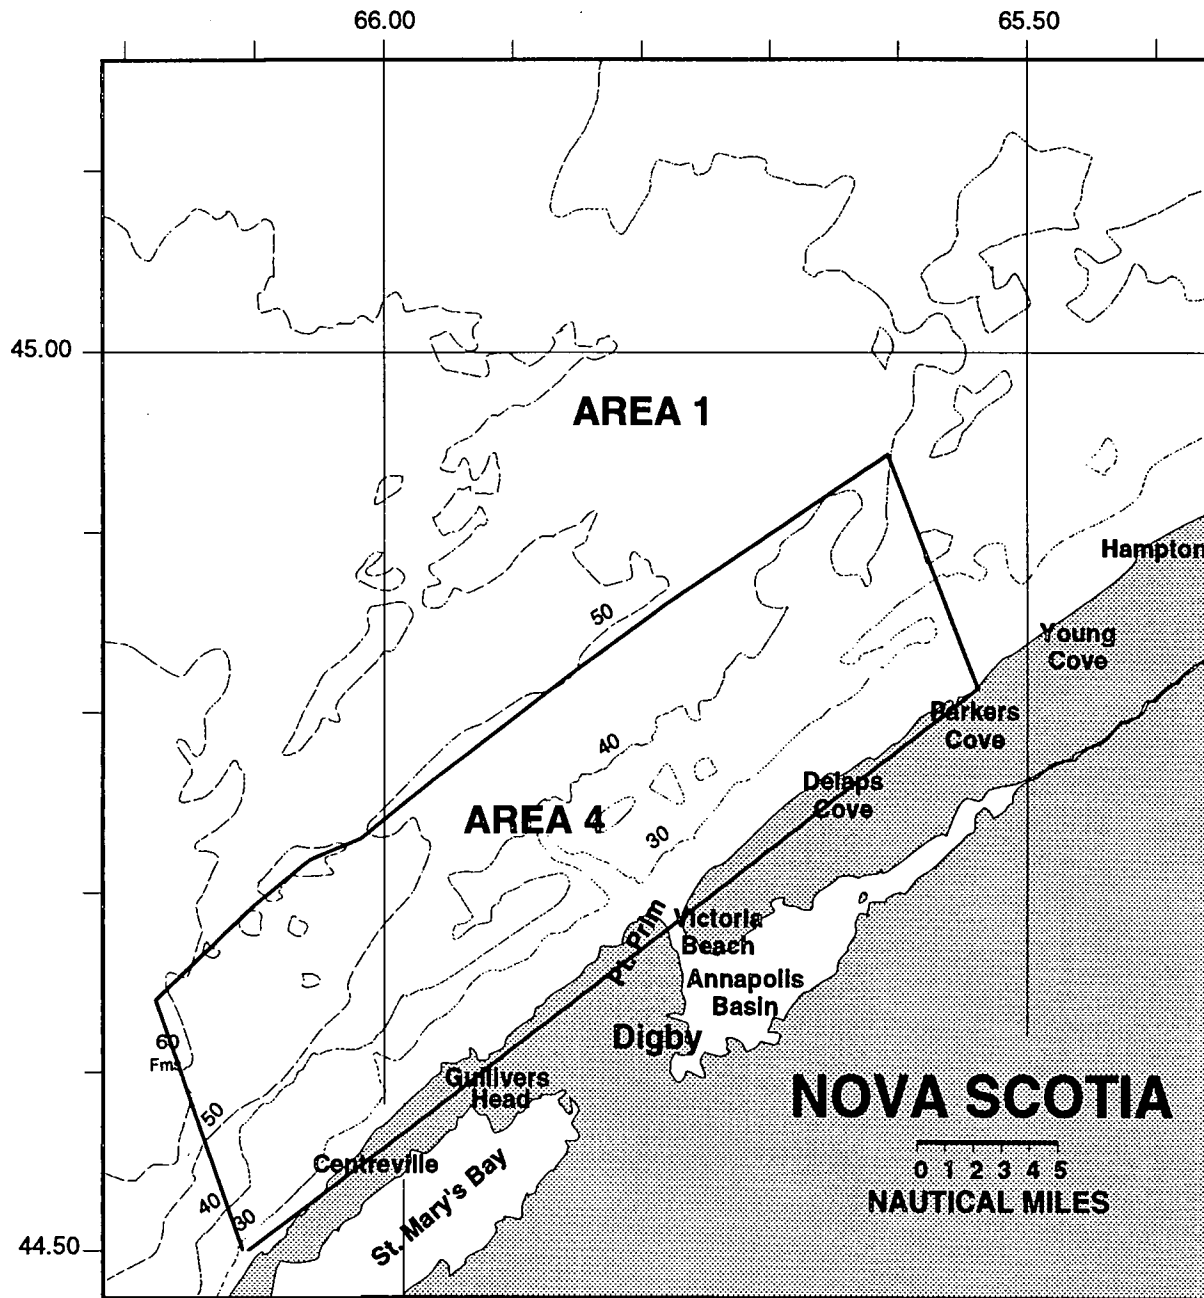 66.00
65.50
45.00
AREA 1
Hampton
50
Young
Cove
Parkers
Cove
40
Delaps
Cove
AREA 4
30
Pt. Prim
Victoria
Beach
Annapolis
Basin
Digby
60
Fms
Gullivers
Head
NOVA SCOTIA
50
0 1 2 3 4 5
Centreville
St. Mary's Bay
NAUTICAL MILES
40
30
44.50